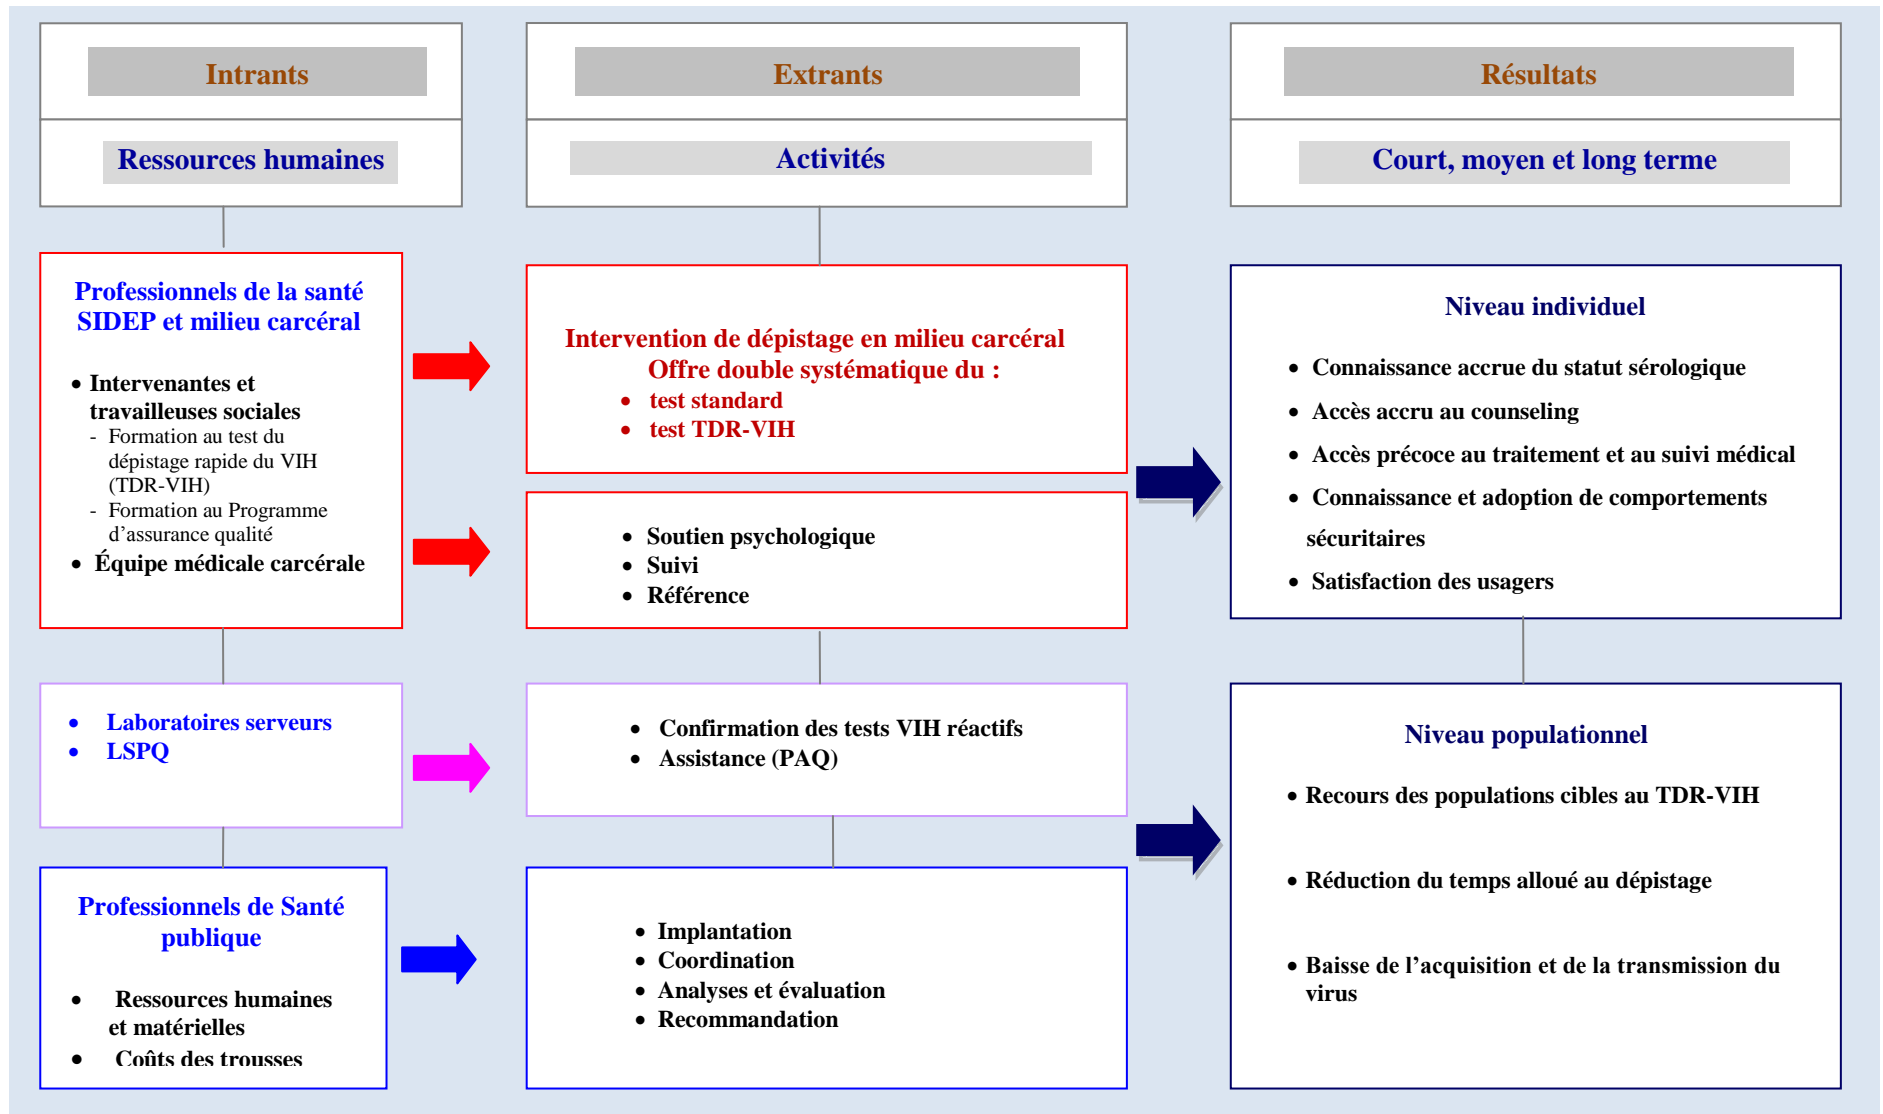 Intrants
Ressources humaines
Professionnels de la santé
SIDEP et milieu carcéral
• Intervenantes et
travailleuses sociales
- Formation au test du
dépistage rapide du VIH
(TDR-VIH)
- Formation au Programme
d’assurance qualité
• Équipe médicale carcérale
• Laboratoires serveurs
• LSPQ
Professionnels de Santé
publique
• Ressources humaines
et matérielles
• Coûts des trousses
Extrants
Activités
Intervention de dépistage en milieu carcéral
Offre double systématique du :
• test standard
• test TDR-VIH
• Soutien psychologique
• Suivi
• Référence
• Confirmation des tests VIH réactifs
• Assistance (PAQ)
• Implantation
• Coordination
• Analyses et évaluation
• Recommandation
Résultats
Court, moyen et long terme
Niveau individuel
• Connaissance accrue du statut sérologique
• Accès accru au counseling
• Accès précoce au traitement et au suivi médical
• Connaissance et adoption de comportements
sécuritaires
• Satisfaction des usagers
Niveau populationnel
• Recours des populations cibles au TDR-VIH
• Réduction du temps alloué au dépistage
• Baisse de l’acquisition et de la transmission du
virus